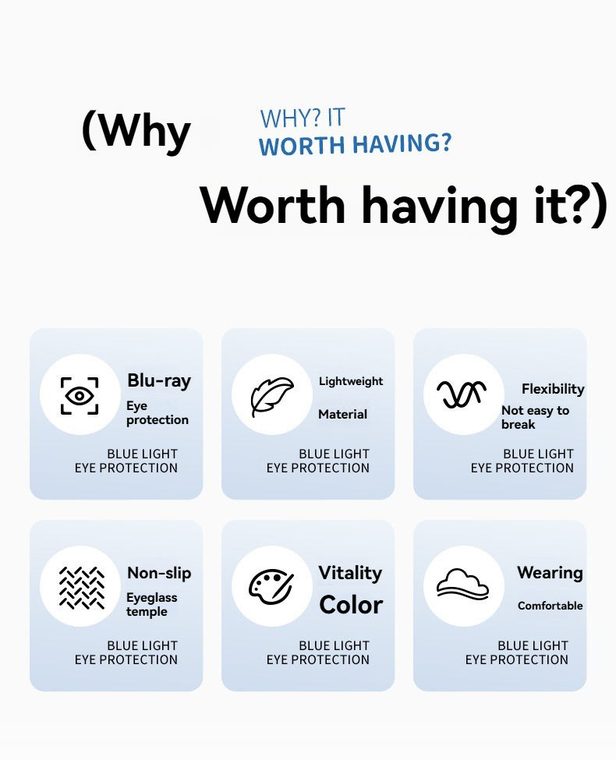 (Why
WHY? IT
WORTH HAVING?
Worth having it?)
Blu-ray
Eye
protection
BLUE LIGHT
EYE PROTECTION
Lightweight
Material
BLUE LIGHT
EYE PROTECTION
Flexibility
Not easy to
break
BLUE LIGHT
EYE PROTECTION
Non-slip
Eyeglass
temple
BLUE LIGHT
EYE PROTECTION
Vitality
Color
BLUE LIGHT
EYE PROTECTION
Wearing
Comfortable
BLUE LIGHT
EYE PROTECTION